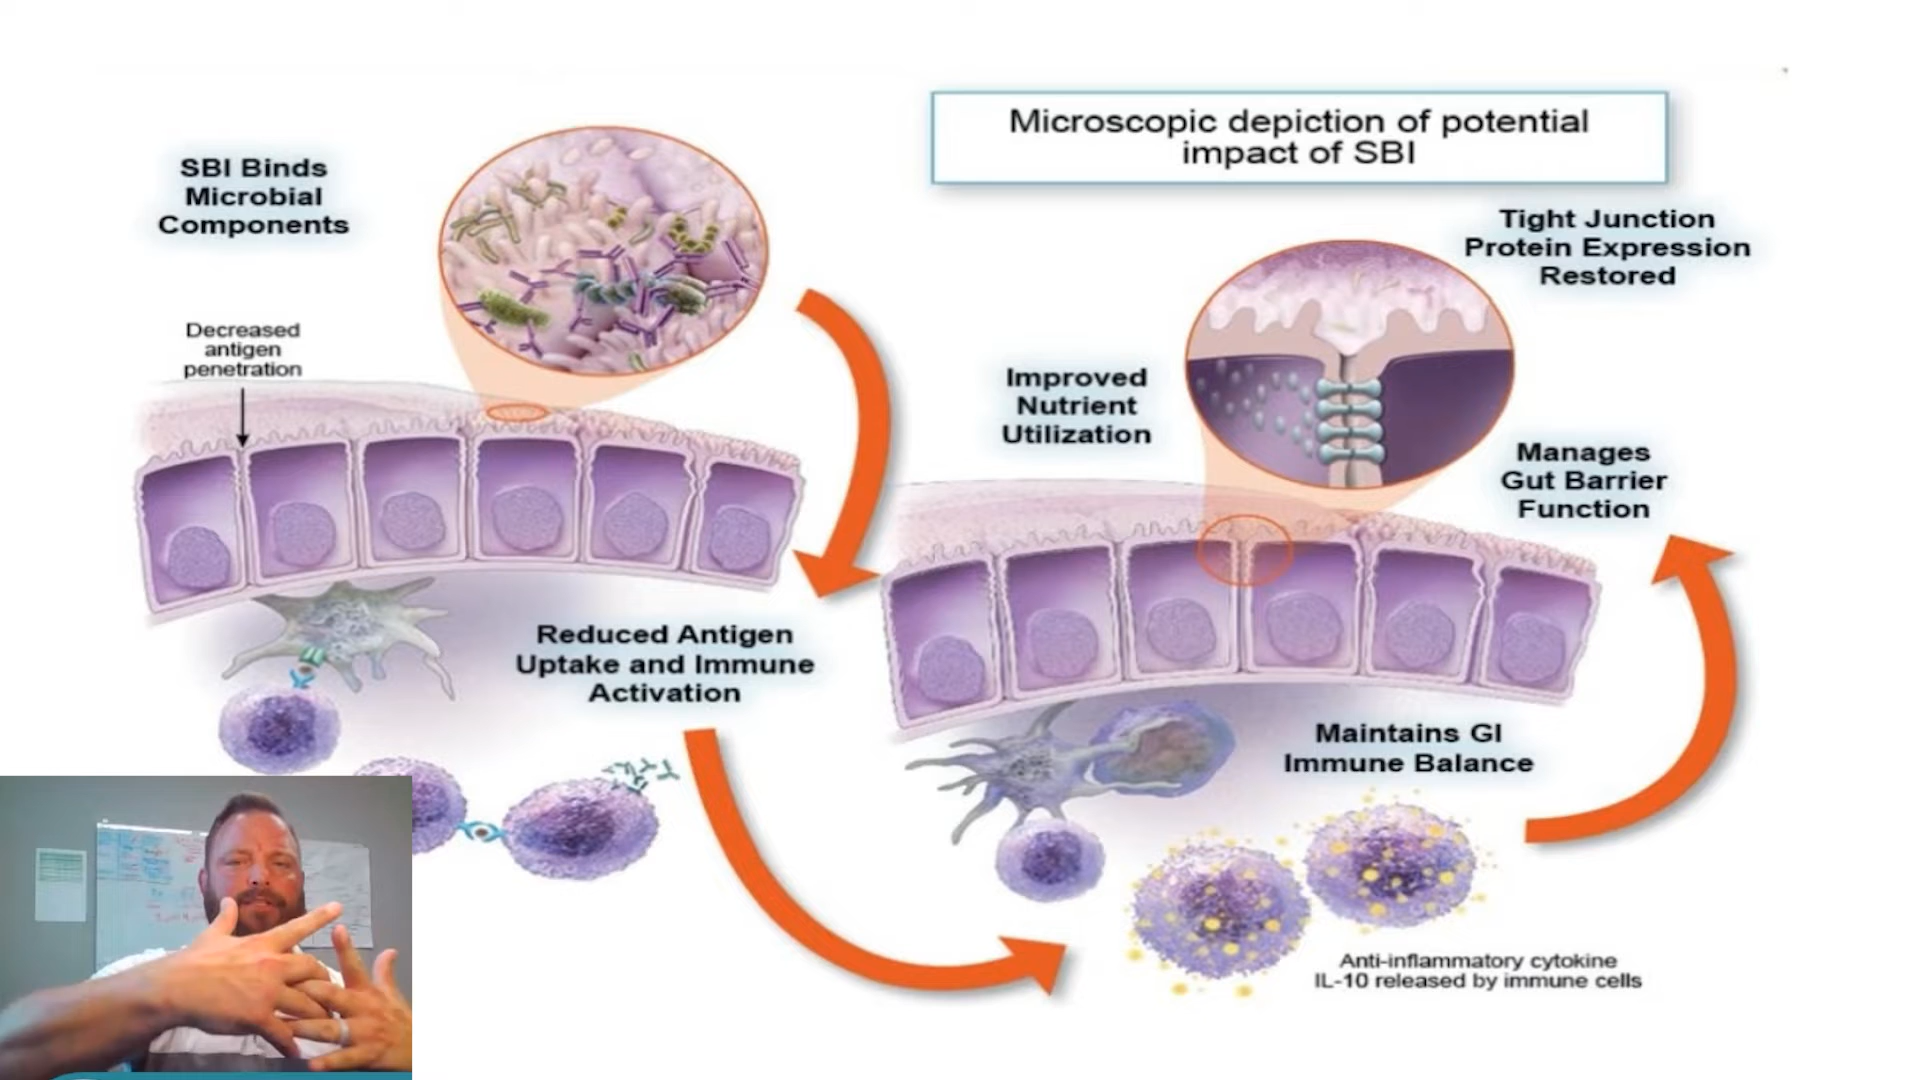 Microscopic depiction of potential
impact of SBI
SBI Binds
Microbial
Components
Decreased
antigen
penetration
Reduced Antigen
Uptake and Immune
Activation
Tight Junction
Protein Expression
Restored
Improved
Nutrient
Utilization
Manages
Gut Barrier
Function
Maintains GI
Immune Balance
Anti-inflammatory cytokine
IL-10 released by immune cells